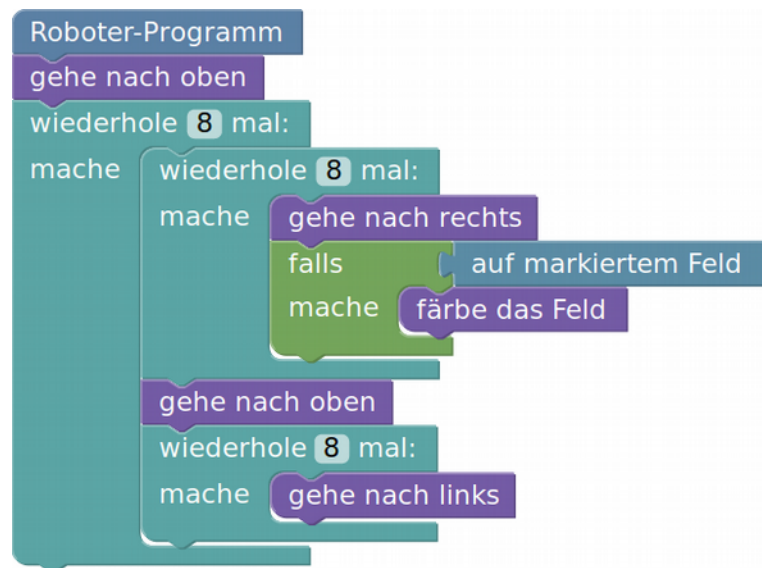 Roboter-Programm
gehe nach oben
wiederhole 8 mal:
mache wiederhole 8 mal:
mache gehe nach rechts
falls auf markiertem Feld
mache färbe das Feld
gehe nach oben
wiederhole 8 mal:
mache gehe nach links